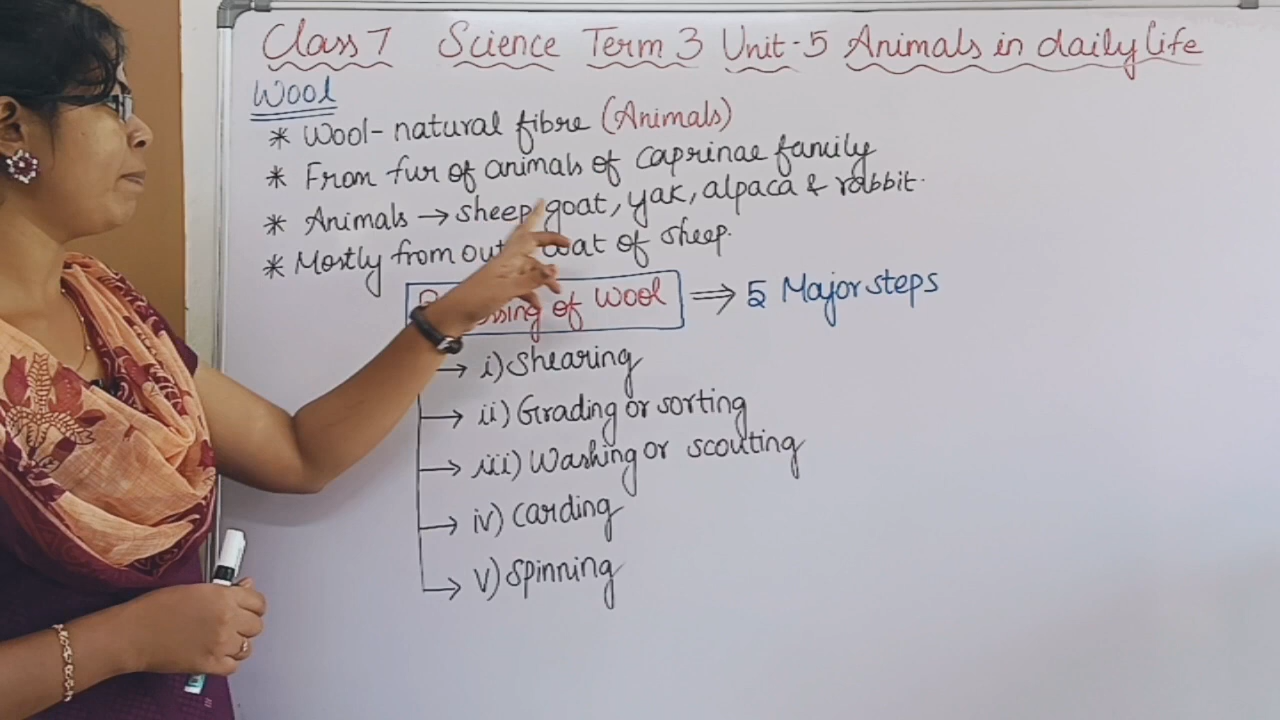 Class 7 Science Term 3 Unit-5 Animals in daily life
Wool
* Wool - natural fibre (Animals)
* From fur of animals of caprinae family
* Animals → sheep, goat, yak, alpaca & rabbit.
* Mostly from of sheep.
of Wool ⇒ 5 Major steps
→ i) Shearing
→ ii) Grading or sorting
→ iii) Washing or scouting
→ iv) Carding
→ v) Spinning